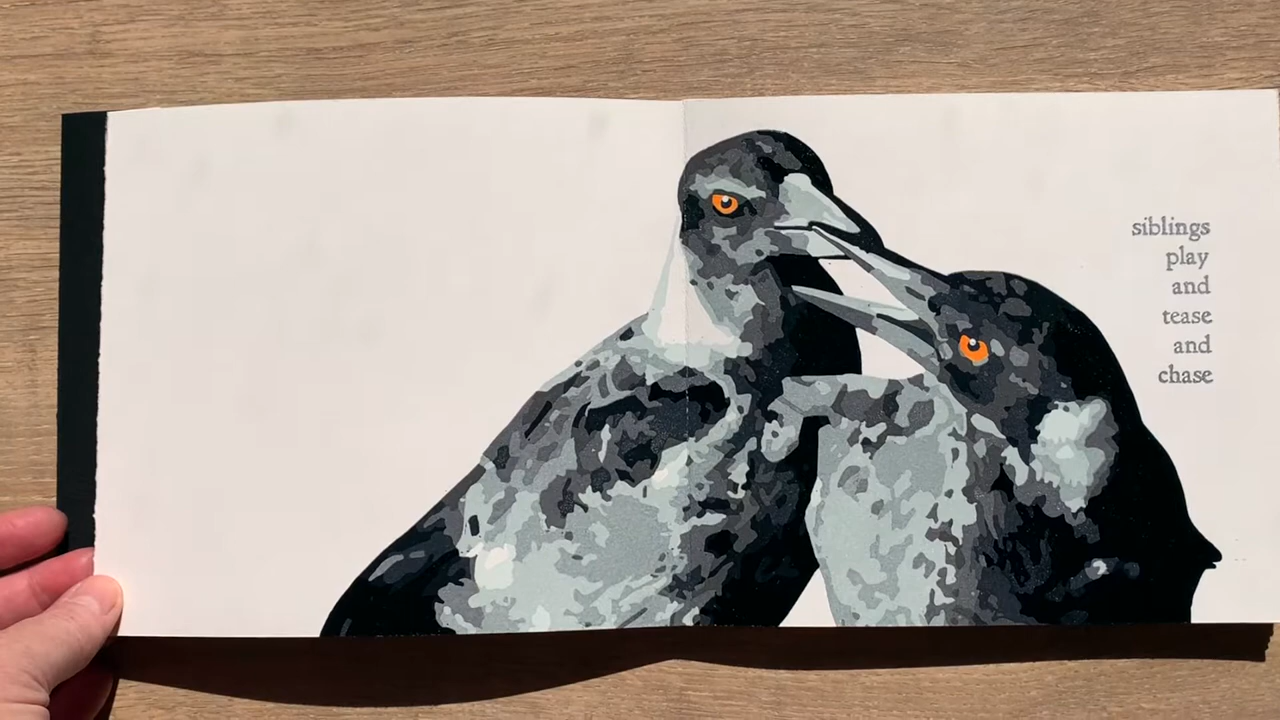 siblings
play
and
tease
and
chase